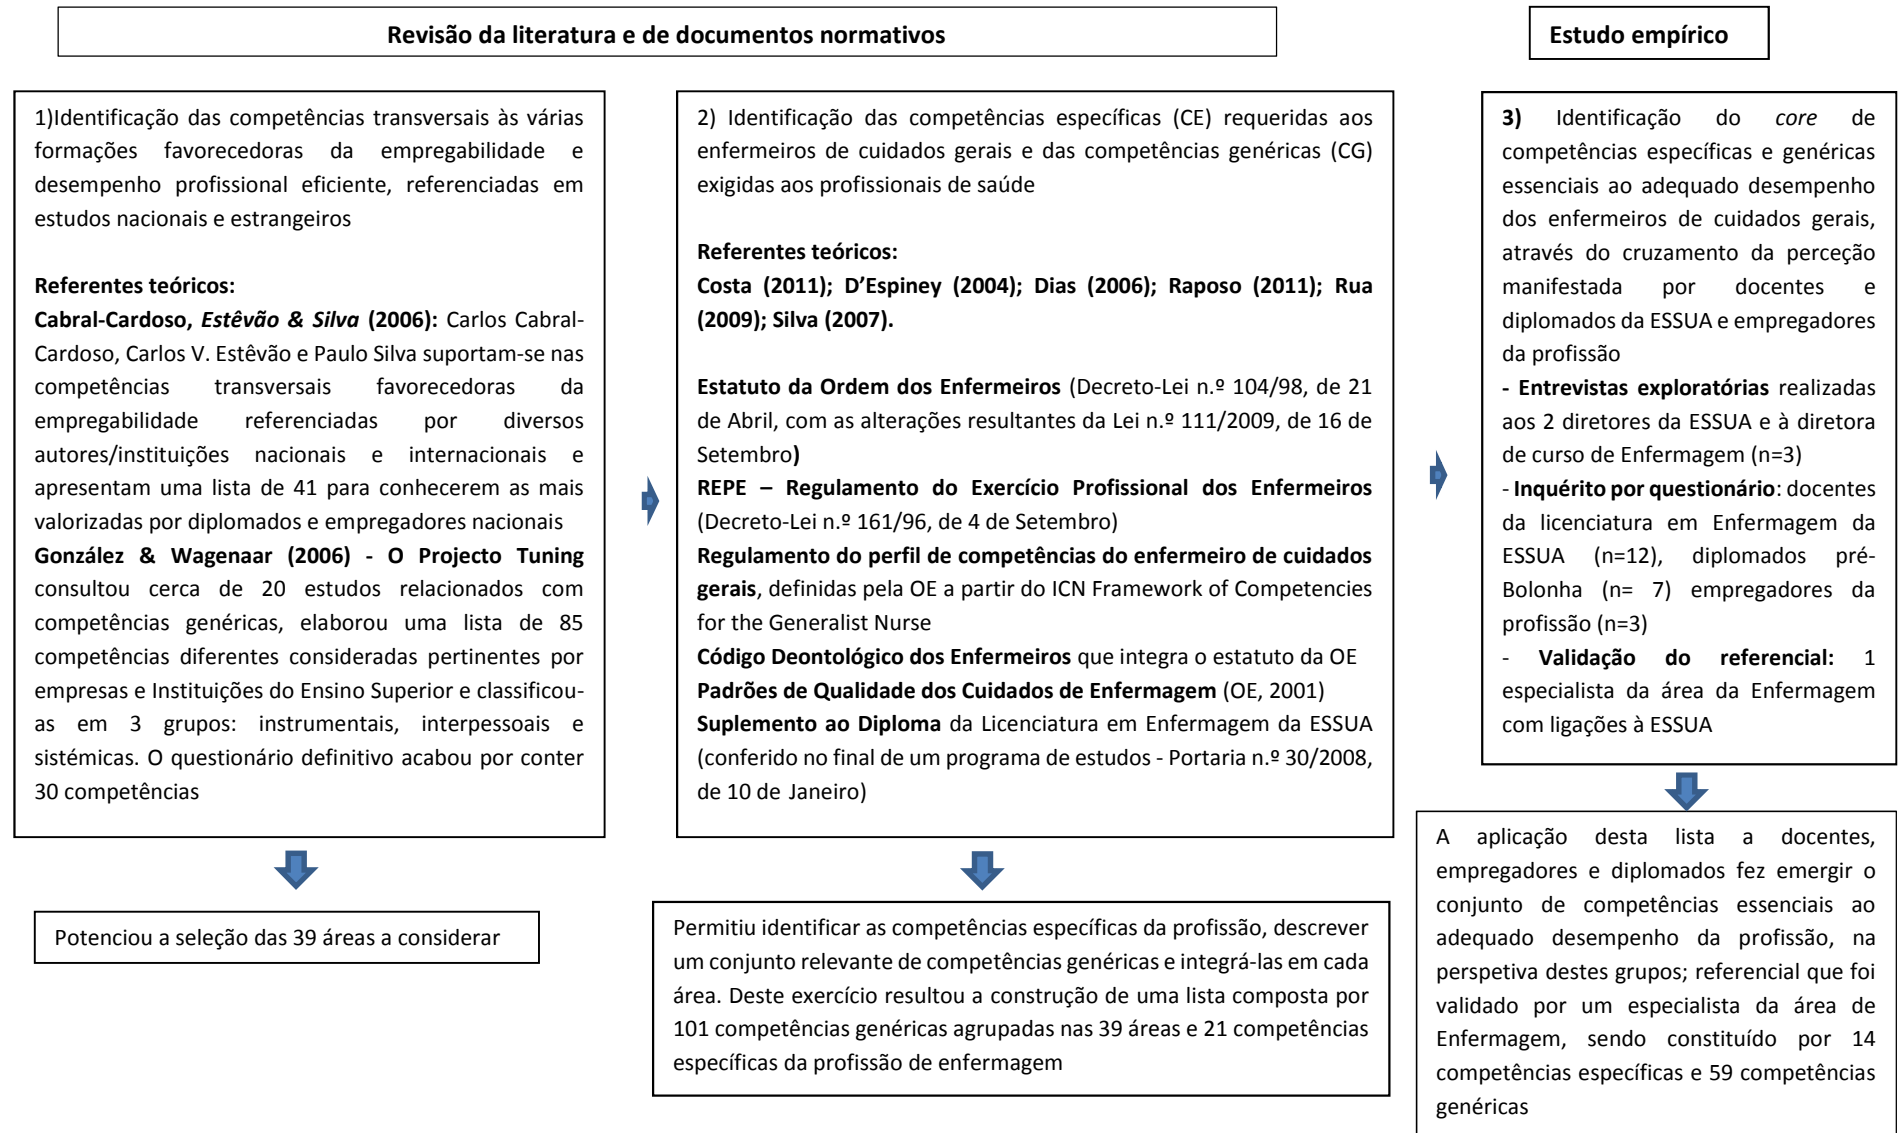 Revisão da literatura e de documentos normativos
Estudo empírico
1)Identificação das competências transversais às várias
formações favorecedoras da empregabilidade e
desempenho profissional eficiente, referenciadas em
estudos nacionais e estrangeiros
Referentes teóricos:
Cabral-Cardoso, Estêvão & Silva (2006): Carlos Cabral-
Cardoso, Carlos V. Estêvão e Paulo Silva suportam-se nas
competências transversais favorecedoras da
empregabilidade referenciadas por diversos
autores/instituições nacionais e internacionais e
apresentam uma lista de 41 para conhecerem as mais
valorizadas por diplomados e empregadores nacionais
González & Wagenaar (2006) - O Projecto Tuning
consultou cerca de 20 estudos relacionados com
competências genéricas, elaborou uma lista de 85
competências diferentes consideradas pertinentes por
empresas e Instituições do Ensino Superior e classificou-
as em 3 grupos: instrumentais, interpessoais e
sistémicas. O questionário definitivo acabou por conter
30 competências
Potenciou a seleção das 39 áreas a considerar
2) Identificação das competências específicas (CE) requeridas aos
enfermeiros de cuidados gerais e das competências genéricas (CG)
exigidas aos profissionais de saúde
Referentes teóricos:
Costa (2011); D’Espiney (2004); Dias (2006); Raposo (2011); Rua
(2009); Silva (2007).
Estatuto da Ordem dos Enfermeiros (Decreto-Lei n.º 104/98, de 21
de Abril, com as alterações resultantes da Lei n.º 111/2009, de 16 de
Setembro)
REPE – Regulamento do Exercício Profissional dos Enfermeiros
(Decreto-Lei n.º 161/96, de 4 de Setembro)
Regulamento do perfil de competências do enfermeiro de cuidados
gerais, definidas pela OE a partir do ICN Framework of Competencies
for the Generalist Nurse
Código Deontológico dos Enfermeiros que integra o estatuto da OE
Padrões de Qualidade dos Cuidados de Enfermagem (OE, 2001)
Suplemento ao Diploma da Licenciatura em Enfermagem da ESSUA
(conferido no final de um programa de estudos - Portaria n.º 30/2008,
de 10 de Janeiro)
Permitiu identificar as competências específicas da profissão, descrever
um conjunto relevante de competências genéricas e integrá-las em cada
área. Deste exercício resultou a construção de uma lista composta por
101 competências genéricas agrupadas nas 39 áreas e 21 competências
específicas da profissão de enfermagem
3) Identificação do core de
competências específicas e genéricas
essenciais ao adequado desempenho
dos enfermeiros de cuidados gerais,
através do cruzamento da perceção
manifestada por docentes e
diplomados da ESSUA e empregadores
da profissão
- Entrevistas exploratórias realizadas
aos 2 diretores da ESSUA e à diretora
de curso de Enfermagem (n=3)
- Inquérito por questionário: docentes
da licenciatura em Enfermagem da
ESSUA (n=12), diplomados pré-
Bolonha (n= 7) empregadores da
profissão (n=3)
- Validação do referencial: 1
especialista da área da Enfermagem
com ligações à ESSUA
A aplicação desta lista a docentes,
empregadores e diplomados fez emergir o
conjunto de competências essenciais ao
adequado desempenho da profissão, na
perspetiva destes grupos; referencial que foi
validado por um especialista da área de
Enfermagem, sendo constituído por 14
competências específicas e 59 competências
genéricas